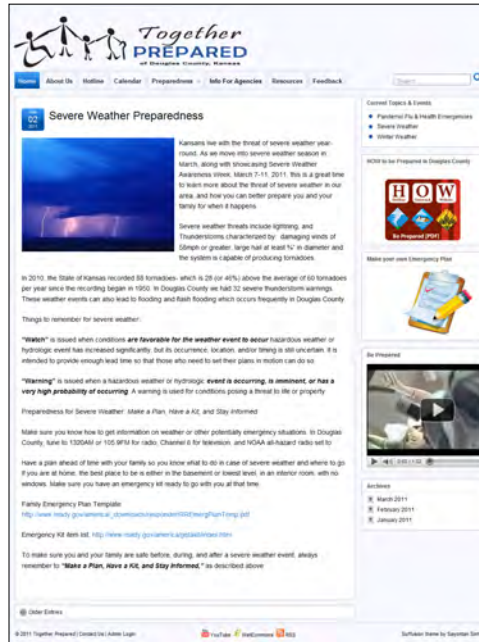 Together
PREPARED
of Douglas County, Kansas
Home About Us Hotline Calendar Preparedness Info For Agencies Resources Feedback
Search
02
2011
Severe Weather Preparedness
Kansans live with the threat of severe weather year-
round. As we move into severe weather season in
March, along with showcasing Severe Weather
Awareness Week, March 7-11, 2011, this is a great time
to learn more about the threat of severe weather in our
area, and how you can better prepare you and your
family for when it happens.
Severe weather threats include lightning, and
Thunderstorms characterized by: damaging winds of
58mph or greater, large hail at least ¾" in diameter and
the system is capable of producing tornadoes.
In 2010, the State of Kansas recorded 88 tornadoes- which is 28 (or 46%) above the average of 60 tornadoes
per year since the recording began in 1950. In Douglas County we had 32 severe thunderstorm warnings.
These weather events can also lead to flooding and flash flooding which occurs frequently in Douglas County.
Things to remember for severe weather:
"Watch" is issued when conditions are favorable for the weather event to occur hazardous weather or
hydrologic event has increased significantly, but its occurrence, location, and/or timing is still uncertain. It is
intended to provide enough lead time so that those who need to set their plans in motion can do so.
"Warning" is issued when a hazardous weather or hydrologic event is occurring, is imminent, or has a
very high probability of occurring. A warning is used for conditions posing a threat to life or property.
Preparedness for Severe Weather: Make a Plan, Have a Kit, and Stay Informed
Make sure you know how to get information on weather or other potentially emergency situations. In Douglas
County, tune to 1320AM or 105.9FM for radio, Channel 6 for television, and NOAA all-hazard radio set to
Have a plan ahead of time with your family so you know what to do in case of severe weather and where to go
if you are at home; the best place to be is either in the basement or lowest level, in an interior room, with no
windows. Make sure you have an emergency kit ready to go with you at that time.
Family Emergency Plan Template:
Emergency Kit item list:
To make sure you and your family are safe before, during, and after a severe weather event, always
remember to "Make a Plan, Have a Kit, and Stay Informed," as described above.
Older Entries
Current Topics & Events
Pandemic Flu & Health Emergencies
Severe Weather
Winter Weather
HOW to be Prepared in Douglas County
HOW
Be Prepared [PDF]
Make your own Emergency Plan
Be Prepared
Archives
March 2011
February 2011
January 2011
© 2011 Together Prepared | Contact Us | Admin Login
YouTube WebEOC RSS
Suffusion theme by Sayontan Sinha